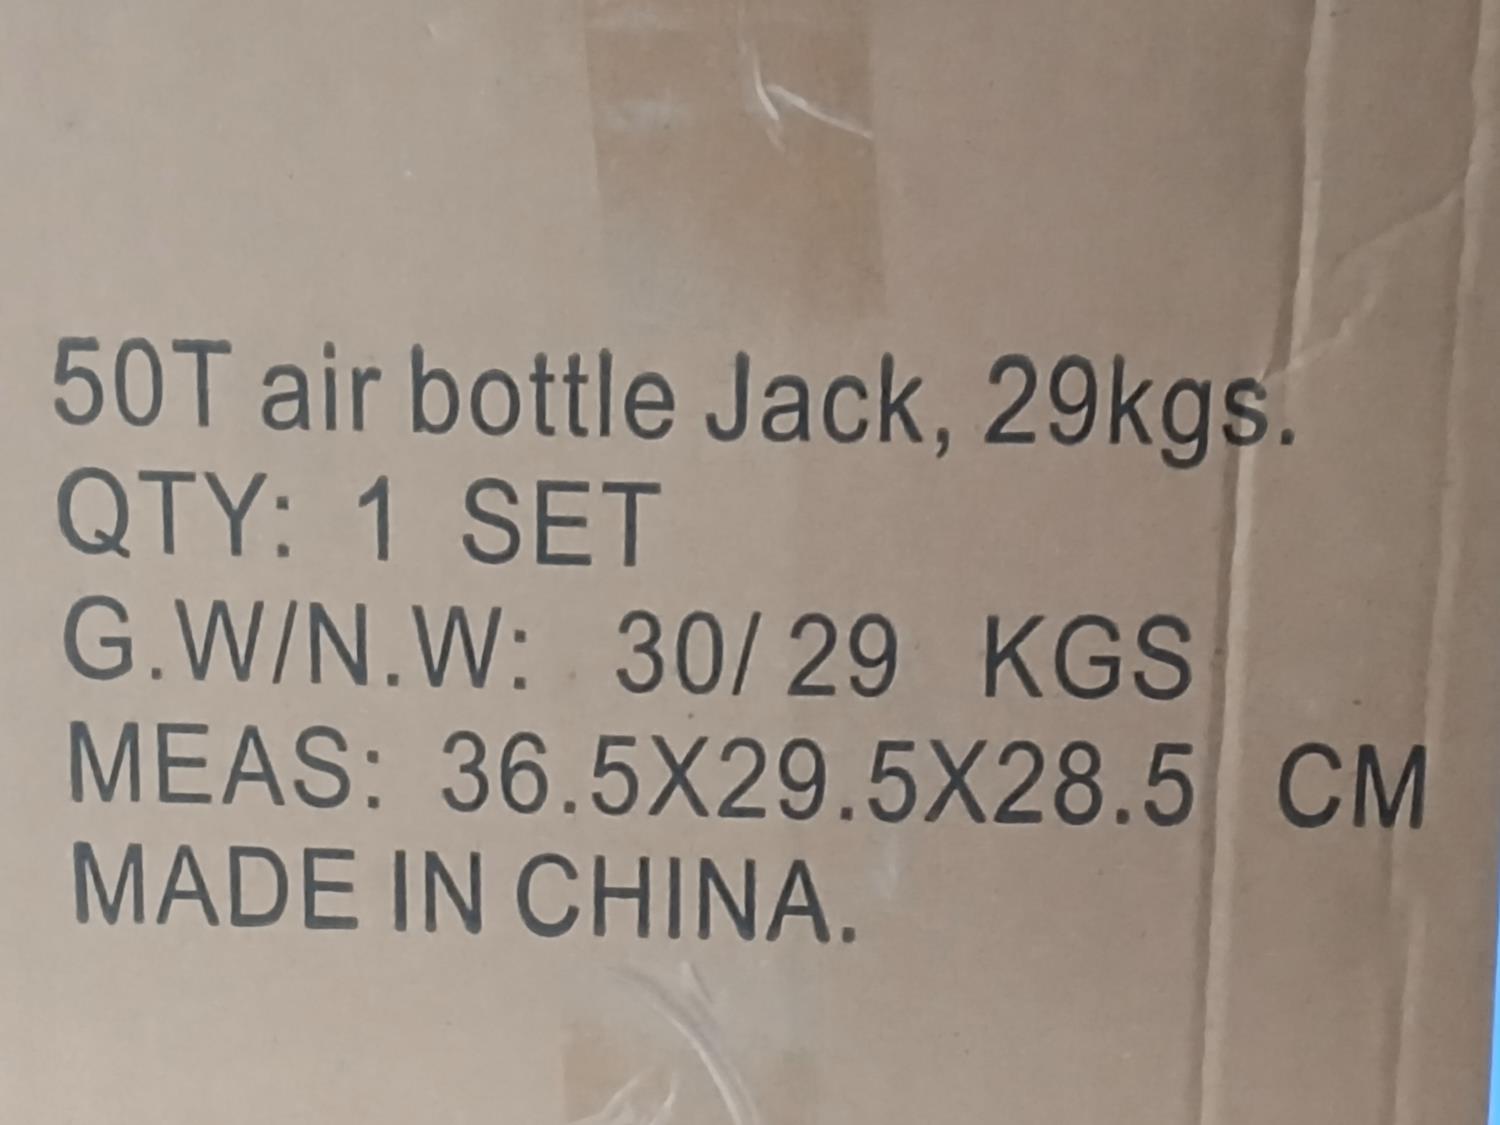 50T air bottle Jack, 29kgs.
QTY: 1 SET
G.W/N.W: 30/ 29 KGS
MEAS: 36.5X29.5X28.5 CM
MADE IN CHINA.